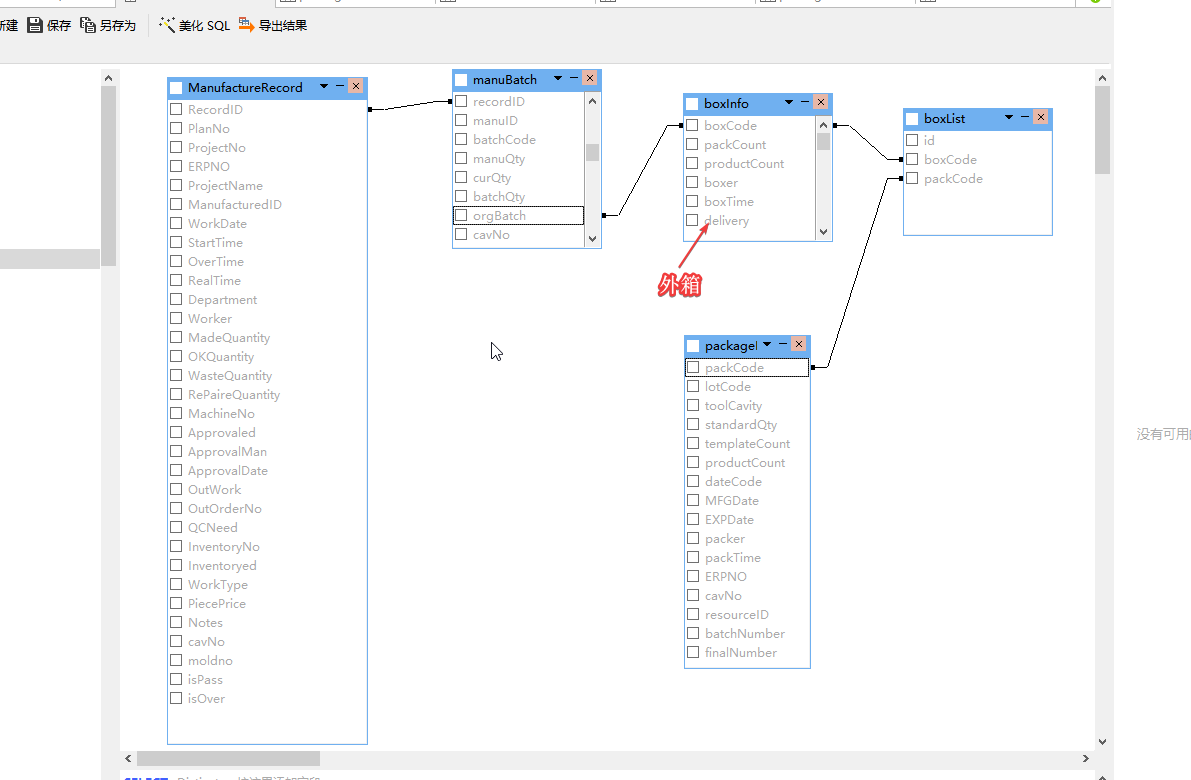 新建 保存 另存为 美化 SQL 导出结果
ManufactureRecord
RecordID
PlanNo
ProjectNo
ERPNO
ProjectName
ManufacturedID
WorkDate
StartTime
OverTime
RealTime
Department
Worker
MadeQuantity
OKQuantity
WasteQuantity
RePaireQuantity
MachineNo
Approvaled
ApprovalMan
ApprovalDate
OutWork
OutOrderNo
QCNeed
InventoryNo
Inventoryed
WorkType
PiecePrice
Notes
cavNo
moldno
isPass
isOver
manuBatch
recordID
manuID
batchCode
manuQty
curQty
batchQty
orgBatch
cavNo
boxInfo
boxCode
packCount
productCount
boxer
boxTime
delivery
外箱
boxList
id
boxCode
packCode
packageI
packCode
lotCode
toolCavity
standardQty
templateCount
productCount
dateCode
MFGDate
EXPDate
packer
packTime
ERPNO
cavNo
resourceID
batchNumber
finalNumber
没有可用